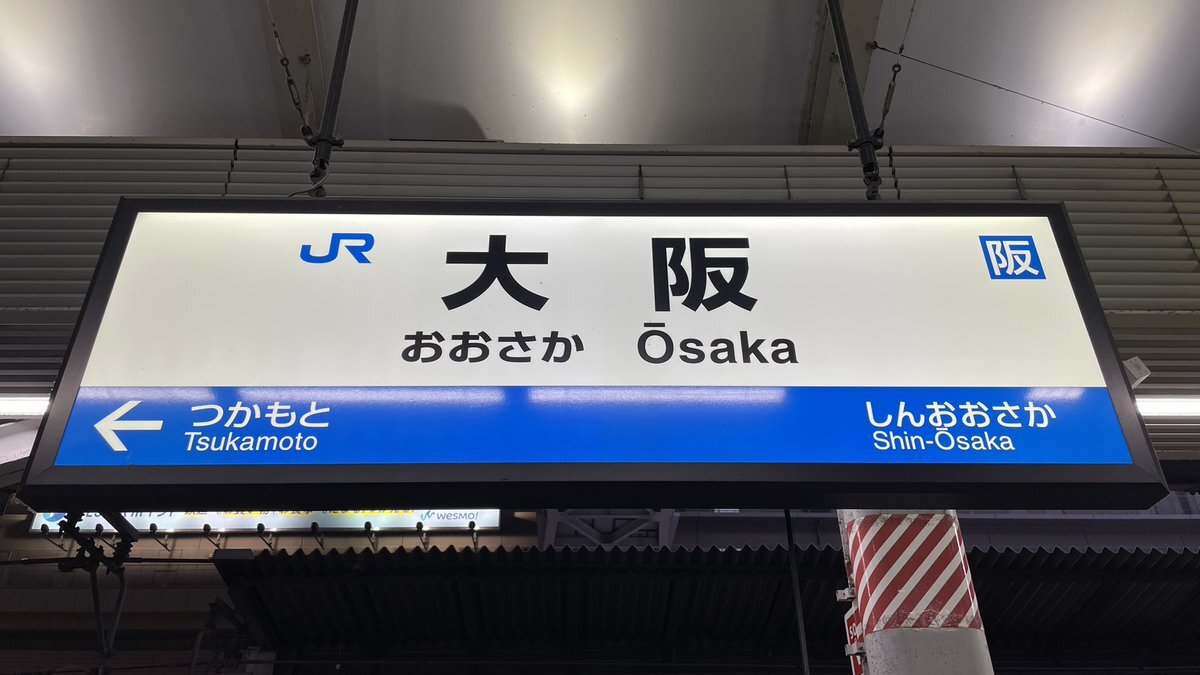 JR
大阪
阪
おおさか Ōsaka
← つかもと
Tsukamoto
しんおおさか
Shin-Ōsaka
WESMO!